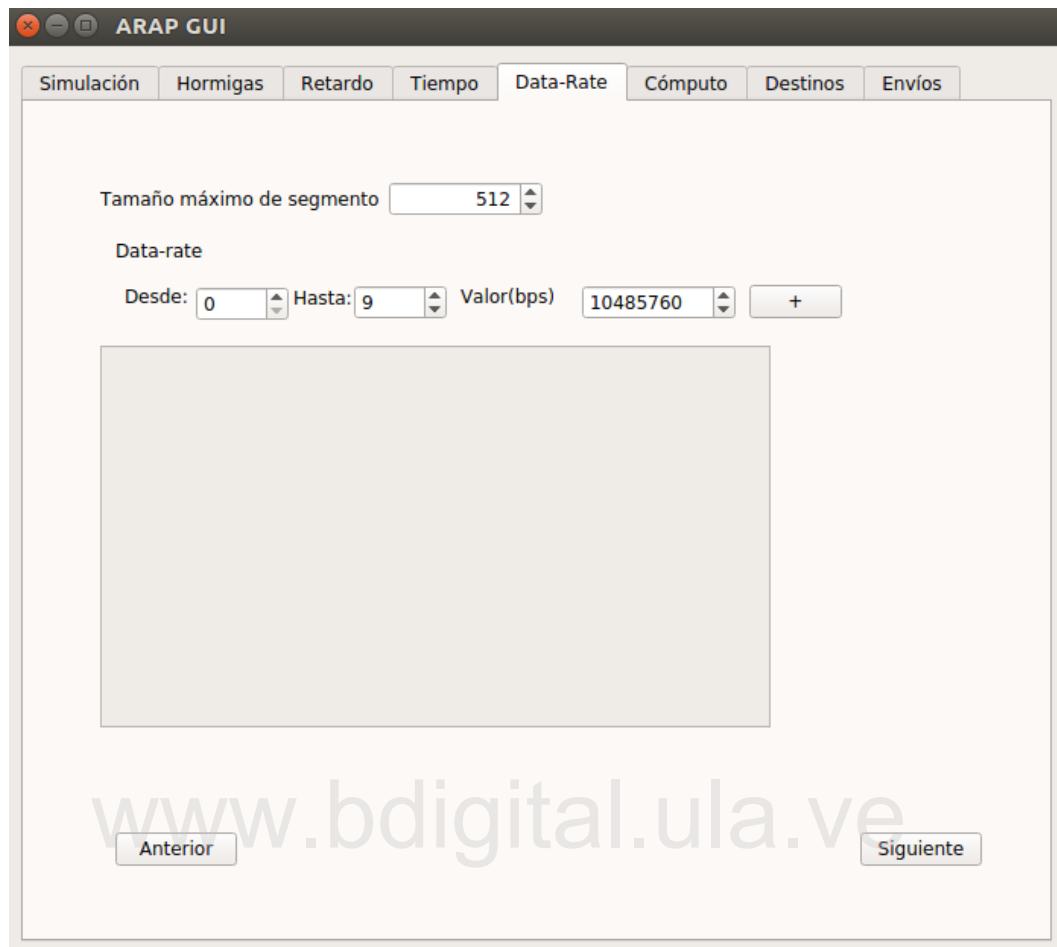 ARAP GUI
Simulación Hormigas Retardo Tiempo Data-Rate Cómputo Destinos Envíos
Tamaño máximo de segmento 512
Data-rate
Desde: 0 Hasta: 9 Valor(bps) 10485760 +
www.bdigital.ula.ve
Anterior Siguiente